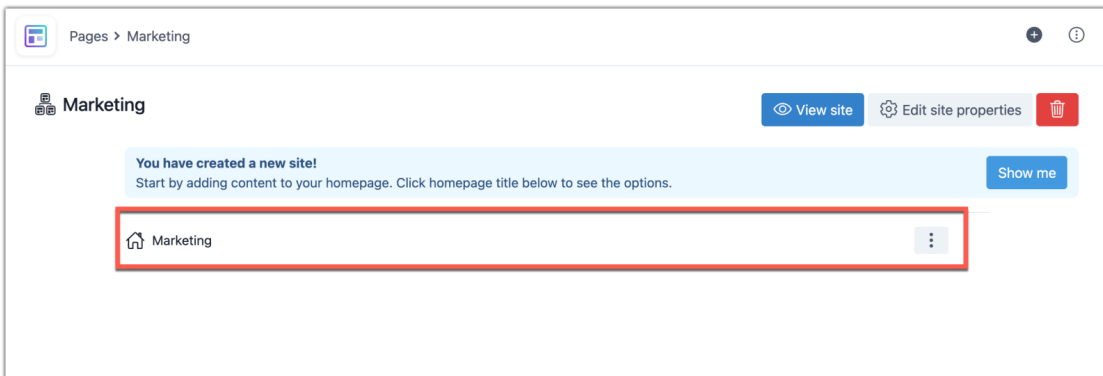 Pages > Marketing
Marketing
View site
Edit site properties
You have created a new site!
Start by adding content to your homepage. Click homepage title below to see the options.
Show me
Marketing